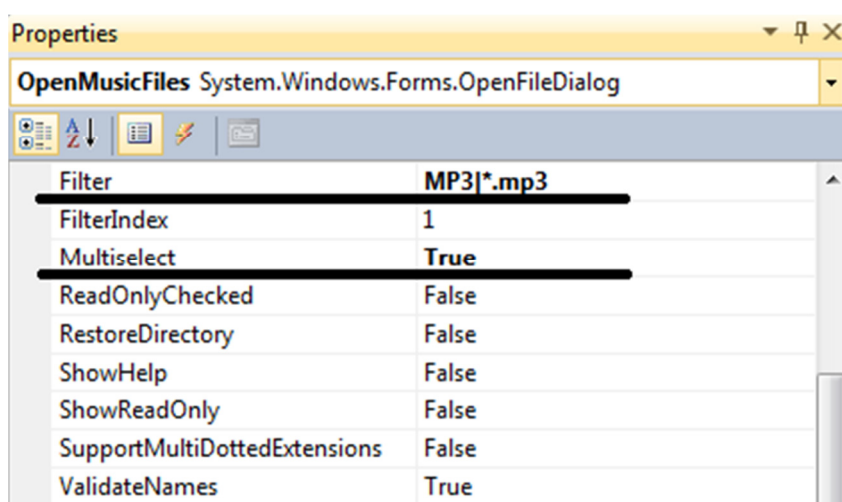 Properties
OpenMusicFiles System.Windows.Forms.OpenFileDialog
Filter MP3|*.mp3
FilterIndex 1
Multiselect True
ReadOnlyChecked False
RestoreDirectory False
ShowHelp False
ShowReadOnly False
SupportMultiDottedExtensions False
ValidateNames True